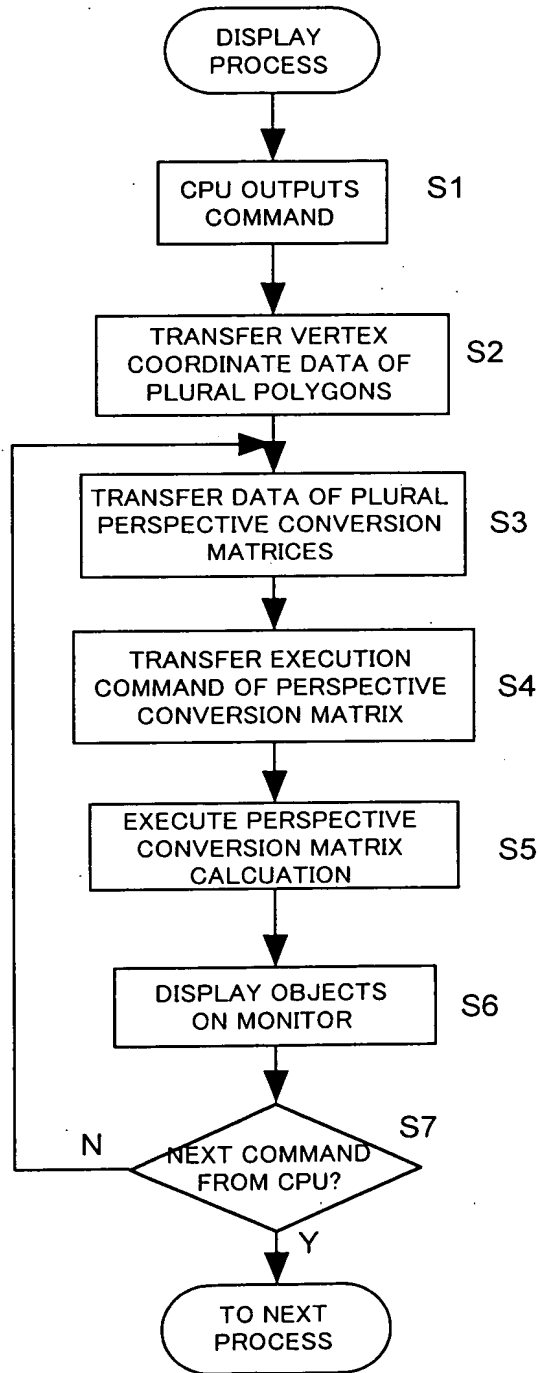 DISPLAY
PROCESS
CPU OUTPUTS
COMMAND
S1
TRANSFER VERTEX
COORDINATE DATA OF
PLURAL POLYGONS
S2
TRANSFER DATA OF PLURAL
PERSPECTIVE CONVERSION
MATRICES
S3
TRANSFER EXECUTION
COMMAND OF PERSPECTIVE
CONVERSION MATRIX
S4
EXECUTE PERSPECTIVE
CONVERSION MATRIX
CALCUATION
S5
DISPLAY OBJECTS
ON MONITOR
S6
NEXT COMMAND
FROM CPU?
S7
N
Y
TO NEXT
PROCESS